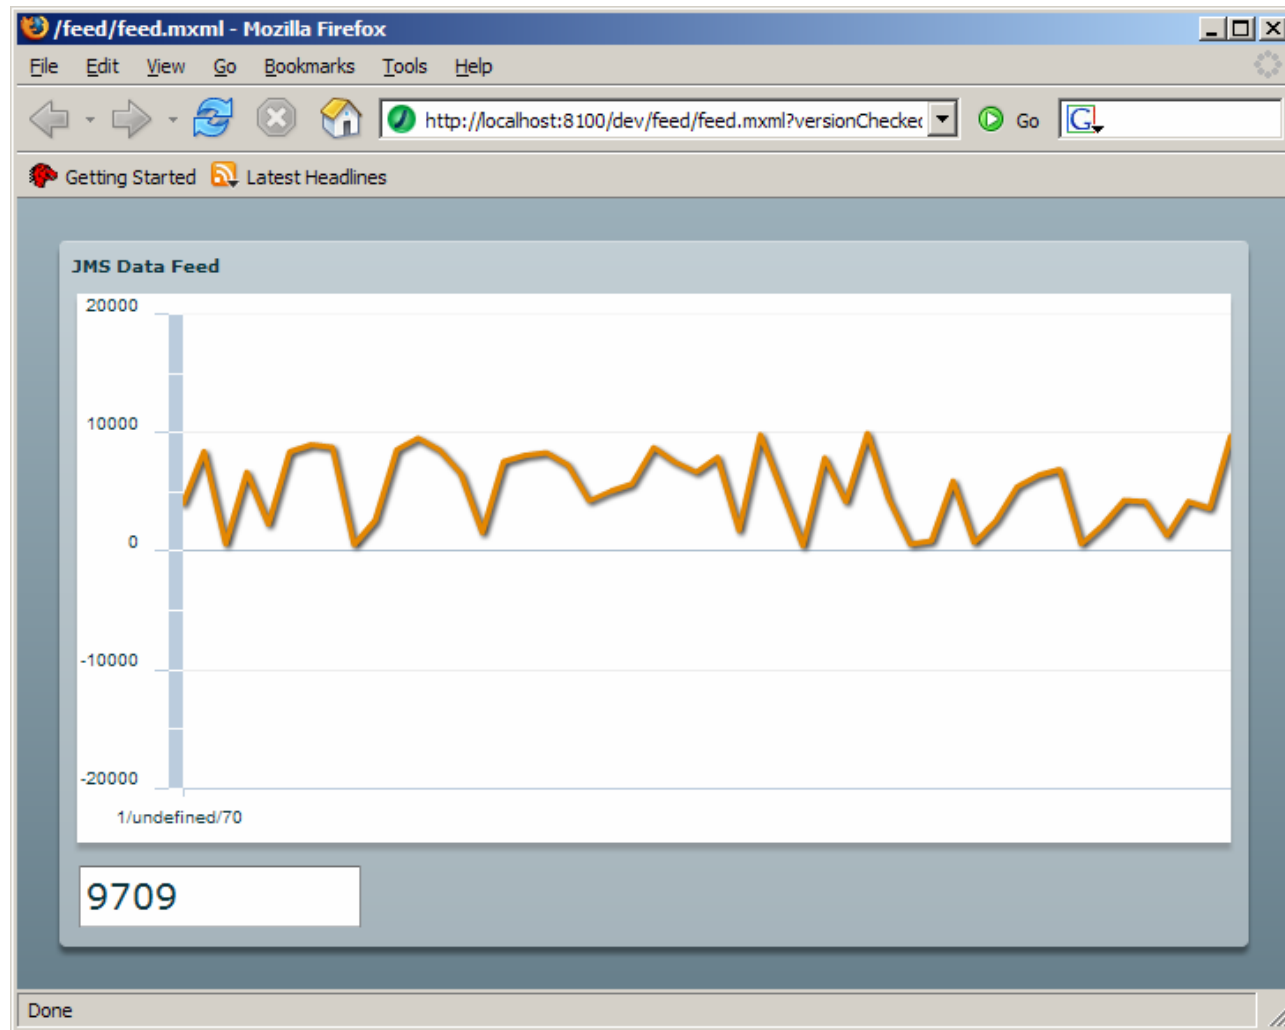 /feed/feed.mxml - Mozilla Firefox
File Edit View Go Bookmarks Tools Help
http://localhost:8100/dev/feed/feed.mxml?versionChecked Go G
Getting Started Latest Headlines
JMS Data Feed
20000
10000
0
-10000
-20000
1/undefined/70
9709
Done